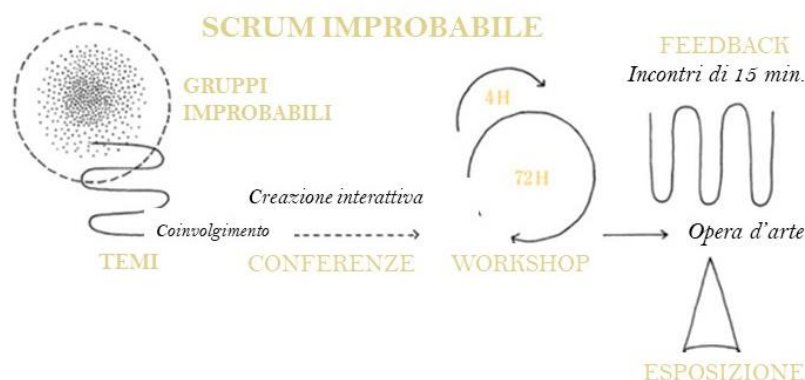 SCRUM IMPROBABILE
GRUPPI
IMPROBABILI
Coinvolgimento
TEMI
Creazione interattiva
CONFERENZE
4H
72H
WORKSHOP
FEEDBACK
Incontri di 15 min.
Opera d'arte
ESPOSIZIONE